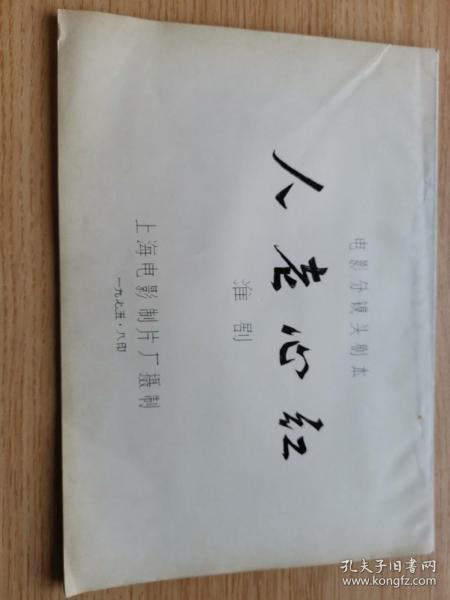 电影分镜头剧本
人老心红
淮剧
上海电影制片厂摄制
一九七五·八印
孔夫子旧书网
www.kongfz.com